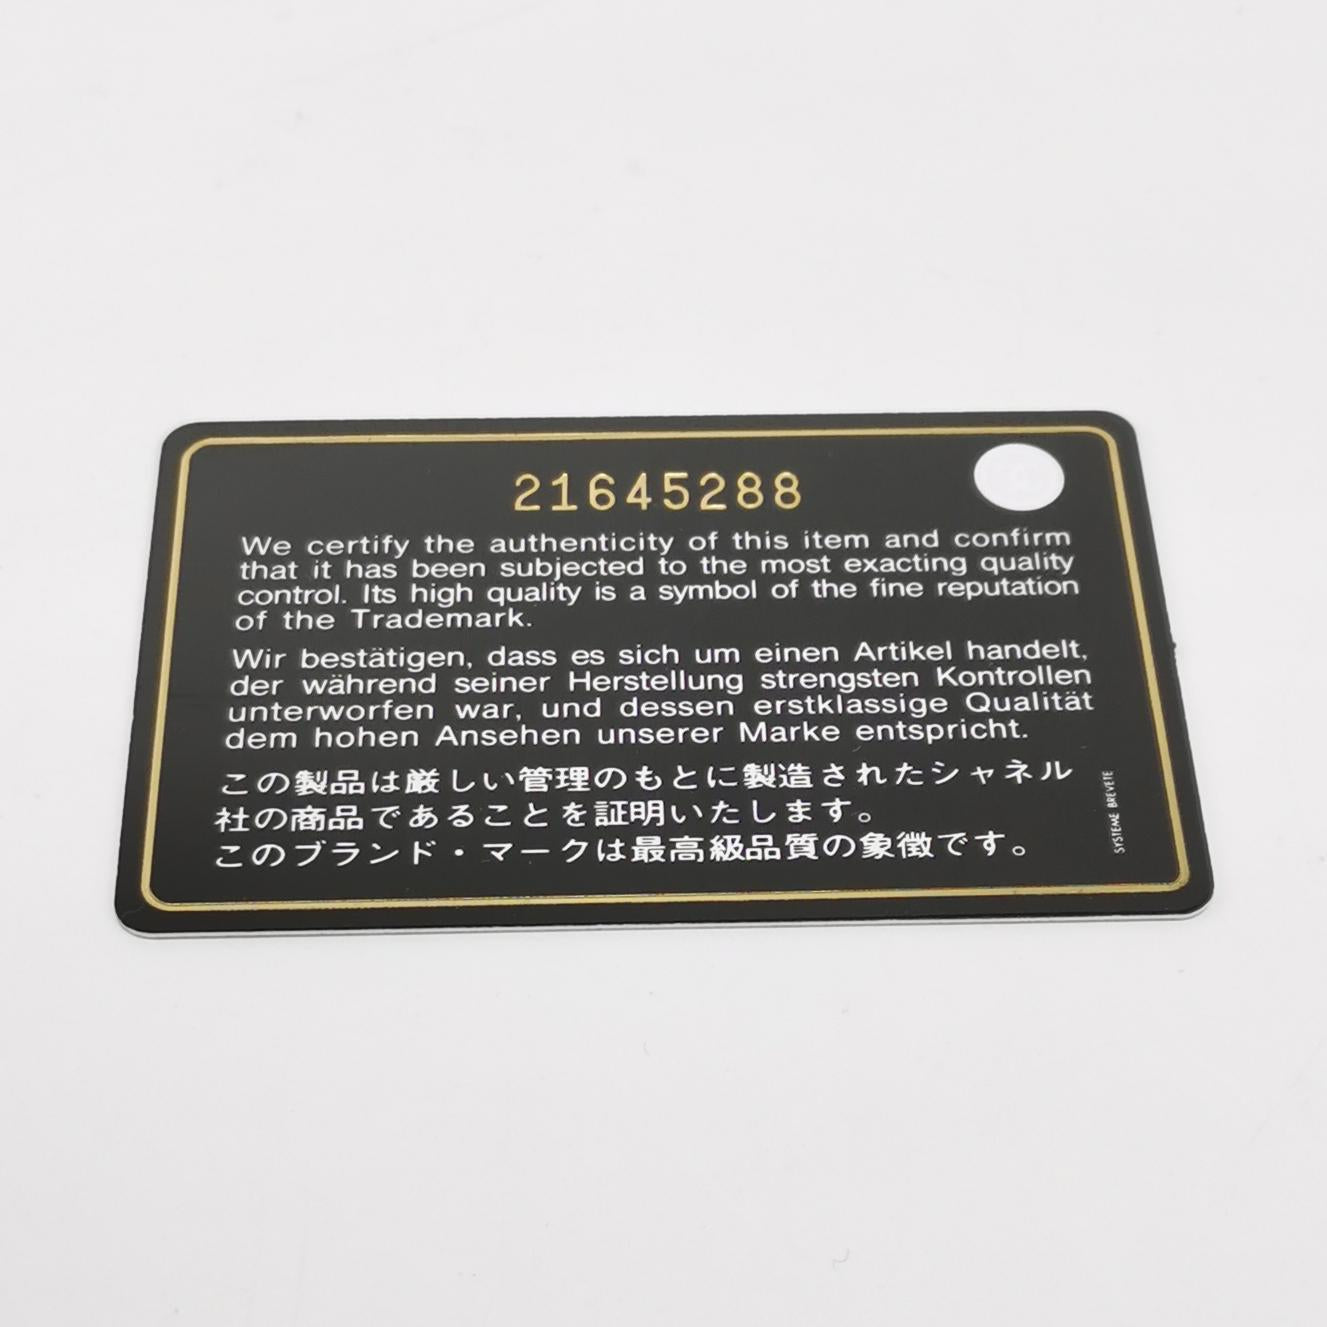 21645288
We certify the authenticity of this item and confirm
that it has been subjected to the most exacting quality
control. Its high quality is a symbol of the fine reputation
of the Trademark.
Wir bestätigen, dass es sich um einen Artikel handelt,
der während seiner Herstellung strengsten Kontrollen
unterworfen war, und dessen erstklassige Qualität
dem hohen Ansehen unserer Marke entspricht.
この製品は厳しい管理のもとに製造されたシャネル
社の商品であることを証明いたします。
このブランド・マークは最高級品質の象徴です。
SYSTEME BREVETE